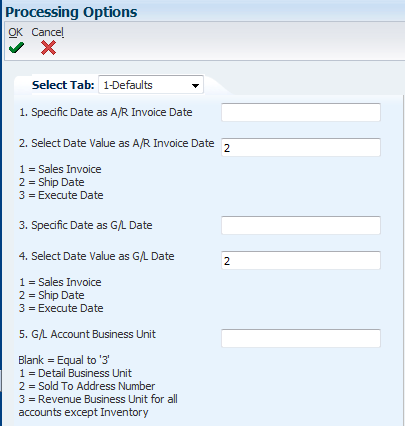 Processing Options
OK Cancel
Select Tab: 1-Defaults
1. Specific Date as A/R Invoice Date
2. Select Date Value as A/R Invoice Date 2
1 = Sales Invoice
2 = Ship Date
3 = Execute Date
3. Specific Date as G/L Date
4. Select Date Value as G/L Date 2
1 = Sales Invoice
2 = Ship Date
3 = Execute Date
5. G/L Account Business Unit
Blank = Equal to '3'
1 = Detail Business Unit
2 = Sold To Address Number
3 = Revenue Business Unit for all
accounts except Inventory